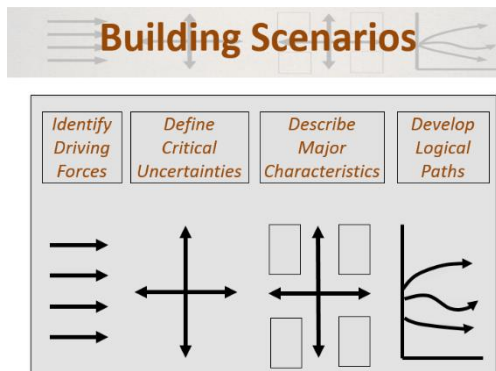 Building Scenarios
Identify
Driving
Forces
Define
Critical
Uncertainties
Describe
Major
Characteristics
Develop
Logical
Paths